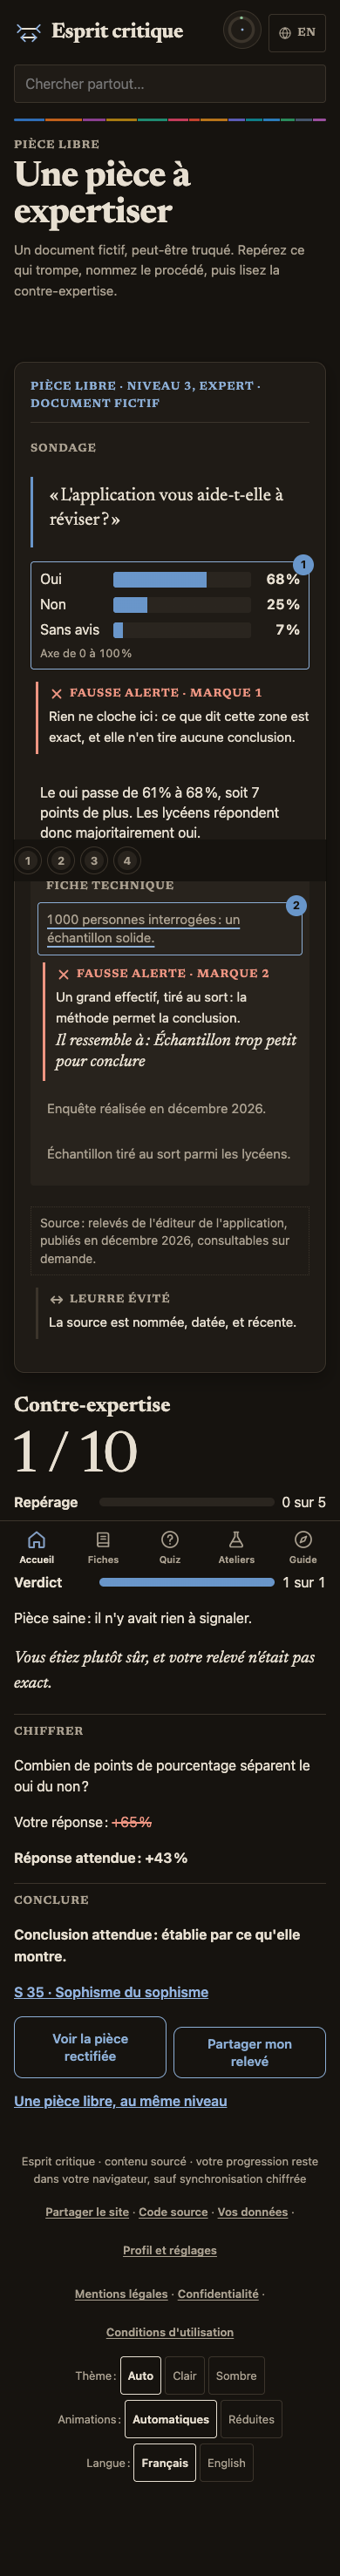 Esprit critique
EN
Chercher partout...
PIÈCE LIBRE
Une pièce à
expertiser
Un document fictif, peut-être truqué. Repérez ce
qui trompe, nommez le procédé, puis lisez la
contre-expertise.
PIÈCE LIBRE · NIVEAU 3, EXPERT ·
DOCUMENT FICTIF
SONDAGE
« L'application vous aide-t-elle à
réviser ? »
1
Oui 68 %
Non 25 %
Sans avis 7 %
Axe de 0 à 100 %
FAUSSE ALERTE · MARQUE 1
Rien ne cloche ici : ce que dit cette zone est
exact, et elle n'en tire aucune conclusion.
Le oui passe de 61 % à 68 %, soit 7
points de plus. Les lycéens répondent
donc majoritairement oui.
1 2 3 4
FICHE TECHNIQUE
2
1 000 personnes interrogées : un
échantillon solide.
FAUSSE ALERTE · MARQUE 2
Un grand effectif, tiré au sort : la
méthode permet la conclusion.
Il ressemble à : Échantillon trop petit
pour conclure
Enquête réalisée en décembre 2026.
Échantillon tiré au sort parmi les lycéens.
Source : relevés de l'éditeur de l'application,
publiés en décembre 2026, consultables sur
demande.
LEURRE ÉVITÉ
La source est nommée, datée, et récente.
Contre-expertise
1 / 10
Repérage 0 sur 5
Accueil Fiches Quiz Ateliers Guide
Verdict 1 sur 1
Pièce saine : il n'y avait rien à signaler.
Vous étiez plutôt sûr, et votre relevé n'était pas
exact.
CHIFFRER
Combien de points de pourcentage séparent le
oui du non ?
Votre réponse : +65 %
Réponse attendue : +43 %
CONCLURE
Conclusion attendue : établie par ce qu'elle
montre.
S 35 · Sophisme du sophisme
Voir la pièce
rectifiée
Partager mon
relevé
Une pièce libre, au même niveau
Esprit critique · contenu sourcé · votre progression reste
dans votre navigateur, sauf synchronisation chiffrée
Partager le site · Code source · Vos données ·
Profil et réglages
Mentions légales · Confidentialité ·
Conditions d'utilisation
Thème : Auto Clair Sombre
Animations : Automatiques Réduites
Langue : Français English